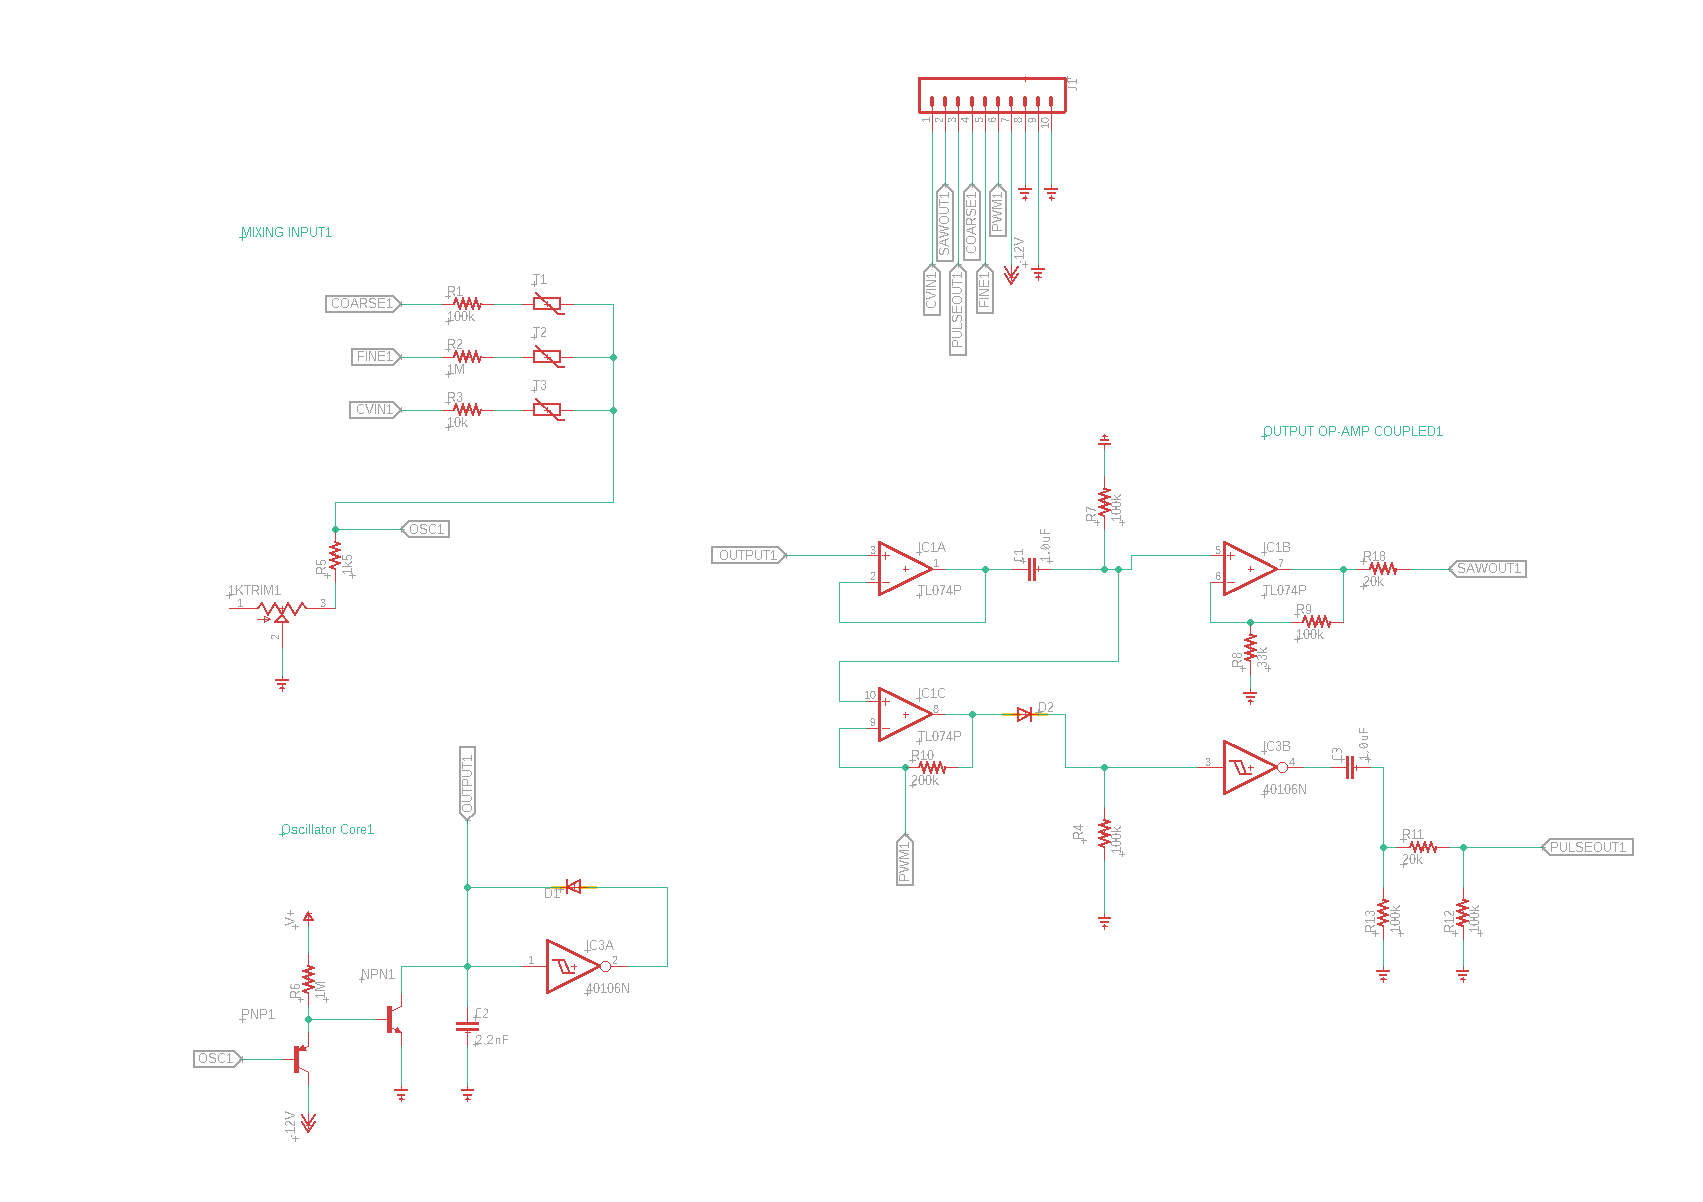 J1
1
2
3
4
5
6
7
8
9
10
SAWOUT1
COARSE1
PWM1
-12V
CVIN1
PULSEOUT1
FINE1
MIXING INPUT1
COARSE1
R1
100k
T1
FINE1
R2
1M
T2
CVIN1
R3
10k
T3
OSC1
R5
1k5
1KTRIM1
1
3
2
OUTPUT OP-AMP COUPLED1
OUTPUT1
3
2
1
IC1A
TL074P
C1
1.0uF
R7
100k
5
6
7
IC1B
TL074P
R18
20k
SAWOUT1
R9
100k
R8
33k
10
9
8
IC1C
TL074P
R10
200k
PWM1
D2
R4
100k
3
4
IC3B
40106N
C3
1.0uF
R11
20k
PULSEOUT1
R13
100k
R12
100k
Oscillator Core1
OUTPUT1
D1
1
2
IC3A
40106N
V+
R6
1M
NPN1
PNP1
OSC1
C2
2.2nF
-12V